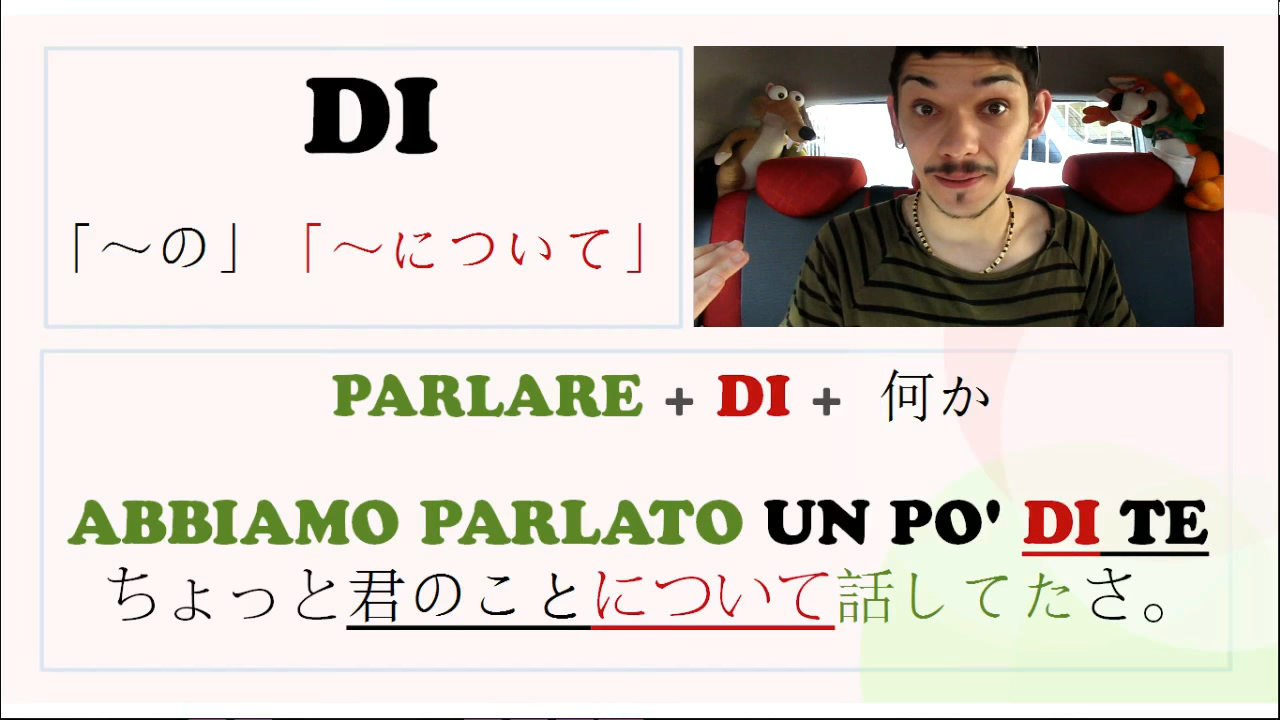 DI
「～の」 「～について」
PARLARE + DI + 何か
ABBIAMO PARLATO UN PO' DI TE
ちょっと君のことについて話してたさ。